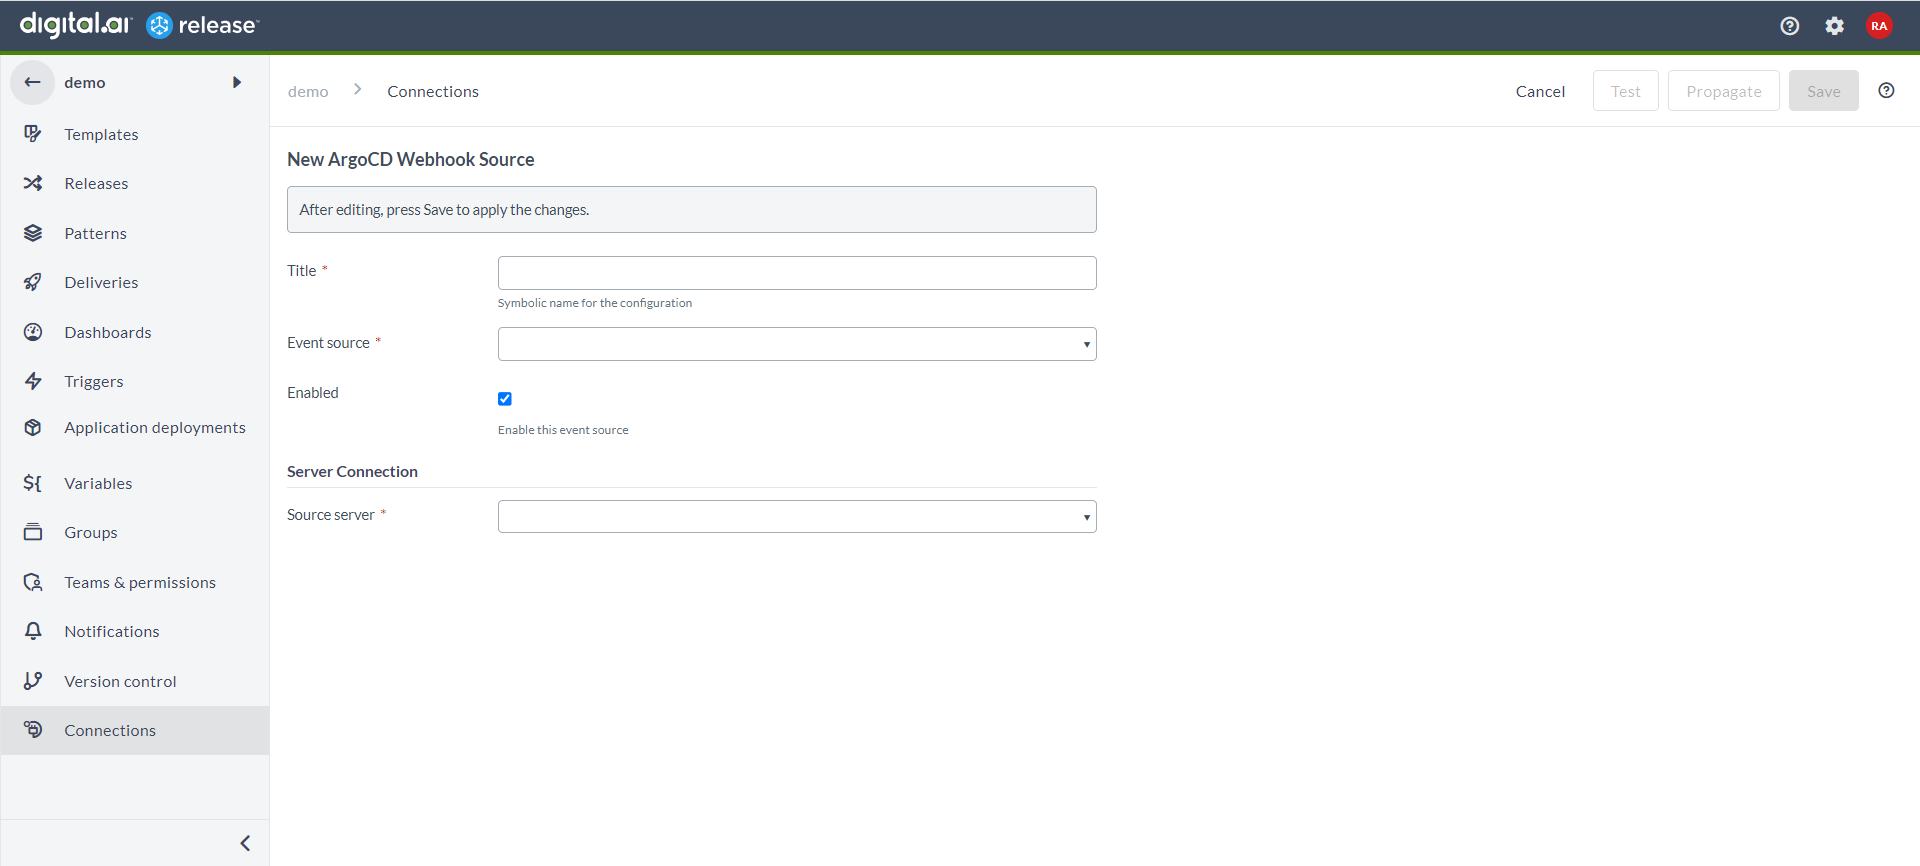 digital.ai release
RA
demo
Templates
Releases
Patterns
Deliveries
Dashboards
Triggers
Application deployments
Variables
Groups
Teams & permissions
Notifications
Version control
Connections
demo > Connections
Cancel
Test
Propagate
Save
New ArgoCD Webhook Source
After editing, press Save to apply the changes.
Title *
Symbolic name for the configuration
Event source *
Enabled
Enable this event source
Server Connection
Source server *